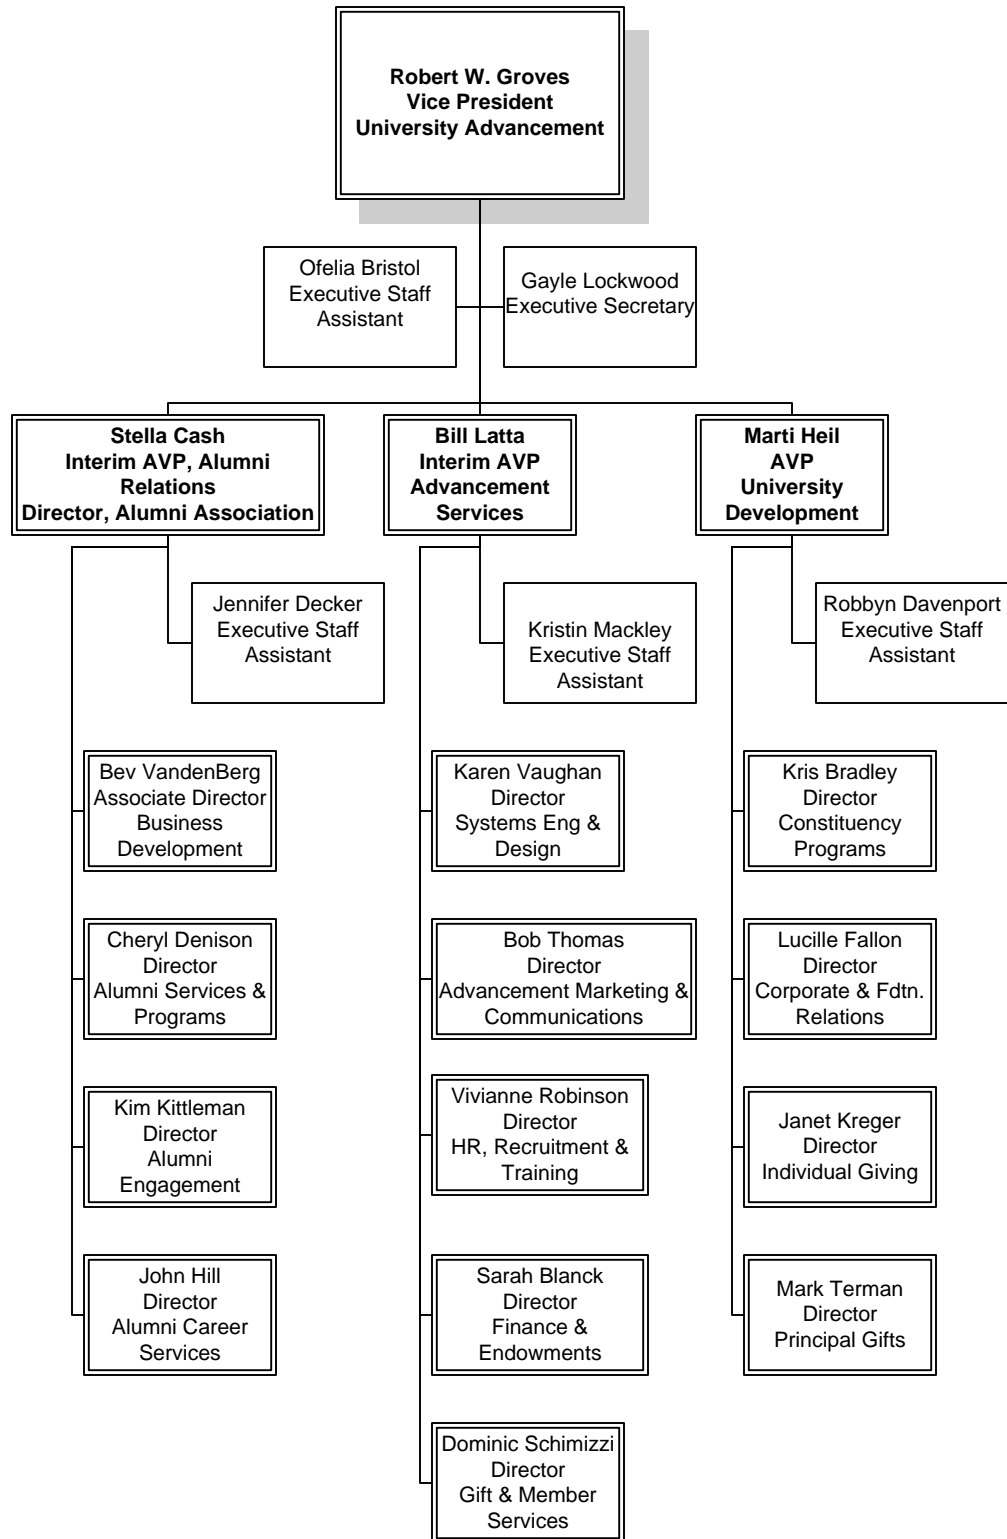 Robert W. Groves
Vice President
University Advancement
Ofelia Bristol
Executive Staff
Assistant
Gayle Lockwood
Executive Secretary
Stella Cash
Interim AVP, Alumni
Relations
Director, Alumni Association
Bill Latta
Interim AVP
Advancement
Services
Marti Heil
AVP
University
Development
Jennifer Decker
Executive Staff
Assistant
Kristin Mackley
Executive Staff
Assistant
Robbyn Davenport
Executive Staff
Assistant
Bev VandenBerg
Associate Director
Business
Development
Karen Vaughan
Director
Systems Eng &
Design
Kris Bradley
Director
Constituency
Programs
Cheryl Denison
Director
Alumni Services &
Programs
Bob Thomas
Director
Advancement Marketing &
Communications
Lucille Fallon
Director
Corporate & Fdtn.
Relations
Kim Kittleman
Director
Alumni
Engagement
Vivianne Robinson
Director
HR, Recruitment &
Training
Janet Kreger
Director
Individual Giving
John Hill
Director
Alumni Career
Services
Sarah Blanck
Director
Finance &
Endowments
Mark Terman
Director
Principal Gifts
Dominic Schimizzi
Director
Gift & Member
Services